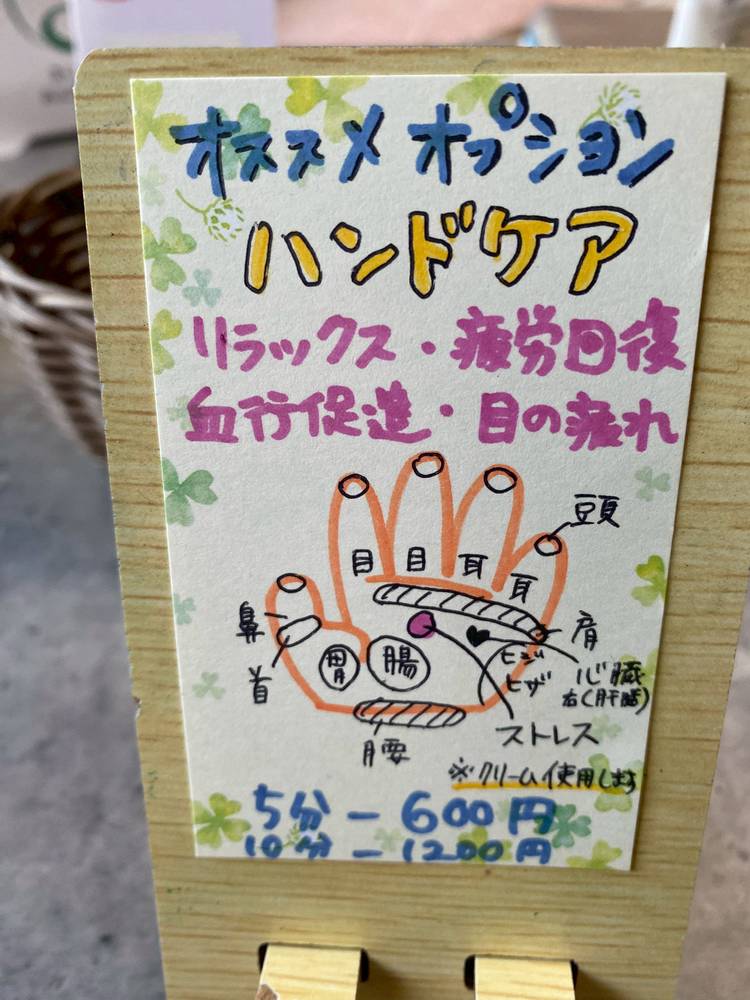 オススメ オプション
ハンドケア
リラックス・疲労回復
血行促進・目の疲れ
頭
目 目 耳 耳
鼻
肩
首
胃 腸
ヒジ
ヒザ
心臓
右(肝臓)
ストレス
腰
※クリーム使用します
5分 - 600円
10分 - 1200円